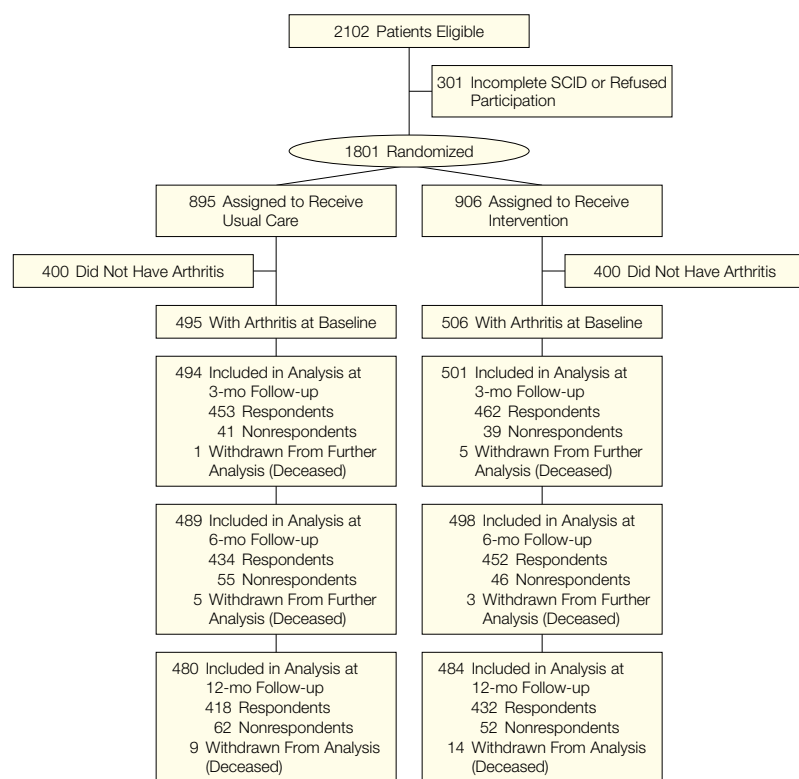 2102 Patients Eligible
301 Incomplete SCID or Refused
Participation
1801 Randomized
895 Assigned to Receive
Usual Care
906 Assigned to Receive
Intervention
400 Did Not Have Arthritis
400 Did Not Have Arthritis
495 With Arthritis at Baseline
506 With Arthritis at Baseline
494 Included in Analysis at
3-mo Follow-up
453 Respondents
41 Nonrespondents
1 Withdrawn From Further
Analysis (Deceased)
501 Included in Analysis at
3-mo Follow-up
462 Respondents
39 Nonrespondents
5 Withdrawn From Further
Analysis (Deceased)
489 Included in Analysis at
6-mo Follow-up
434 Respondents
55 Nonrespondents
5 Withdrawn From Further
Analysis (Deceased)
498 Included in Analysis at
6-mo Follow-up
452 Respondents
46 Nonrespondents
3 Withdrawn From Further
Analysis (Deceased)
480 Included in Analysis at
12-mo Follow-up
418 Respondents
62 Nonrespondents
9 Withdrawn From Analysis
(Deceased)
484 Included in Analysis at
12-mo Follow-up
432 Respondents
52 Nonrespondents
14 Withdrawn From Analysis
(Deceased)